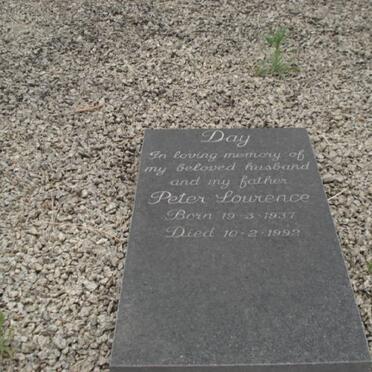 Day
In loving memory of
my beloved husband
and my father
Peter Lourence
Born 19-3-1937
Died 10-2-1992